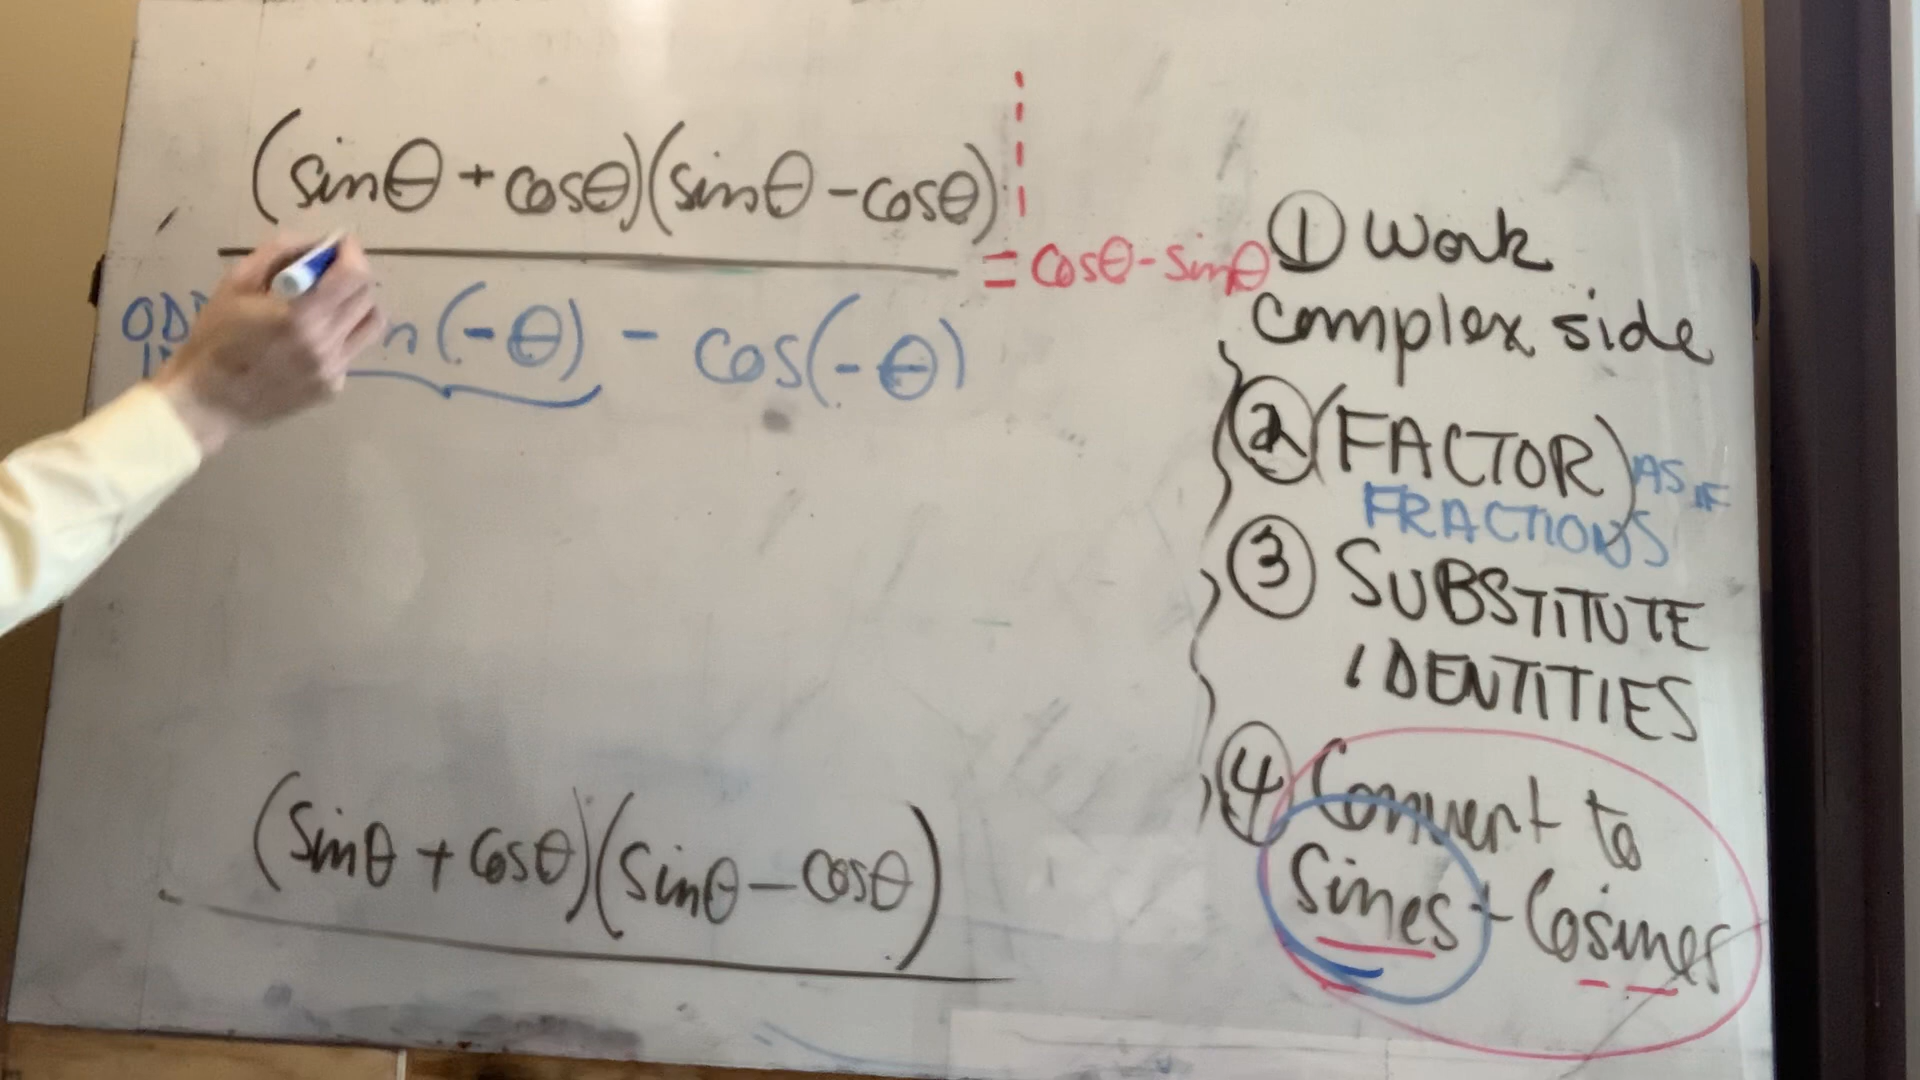 (sinθ + cosθ)(sinθ - cosθ)
= cosθ - sinθ
n(-θ) - cos(-θ)
(sinθ + cosθ)(sinθ - cosθ)
① Work
complex side
② (FACTOR) AS IF
FRACTIONS
③ SUBSTITUTE
IDENTITIES
④ Convert to
Sines + Cosines